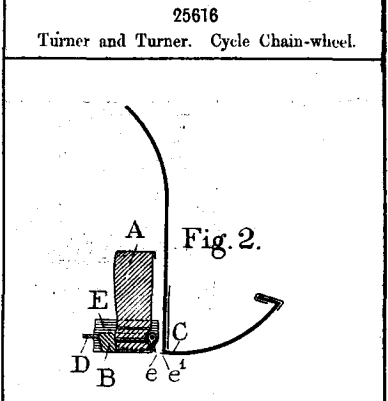 25616
Turner and Turner. Cycle Chain-wheel.
A
Fig. 2.
E
C
D
B
e
e¹